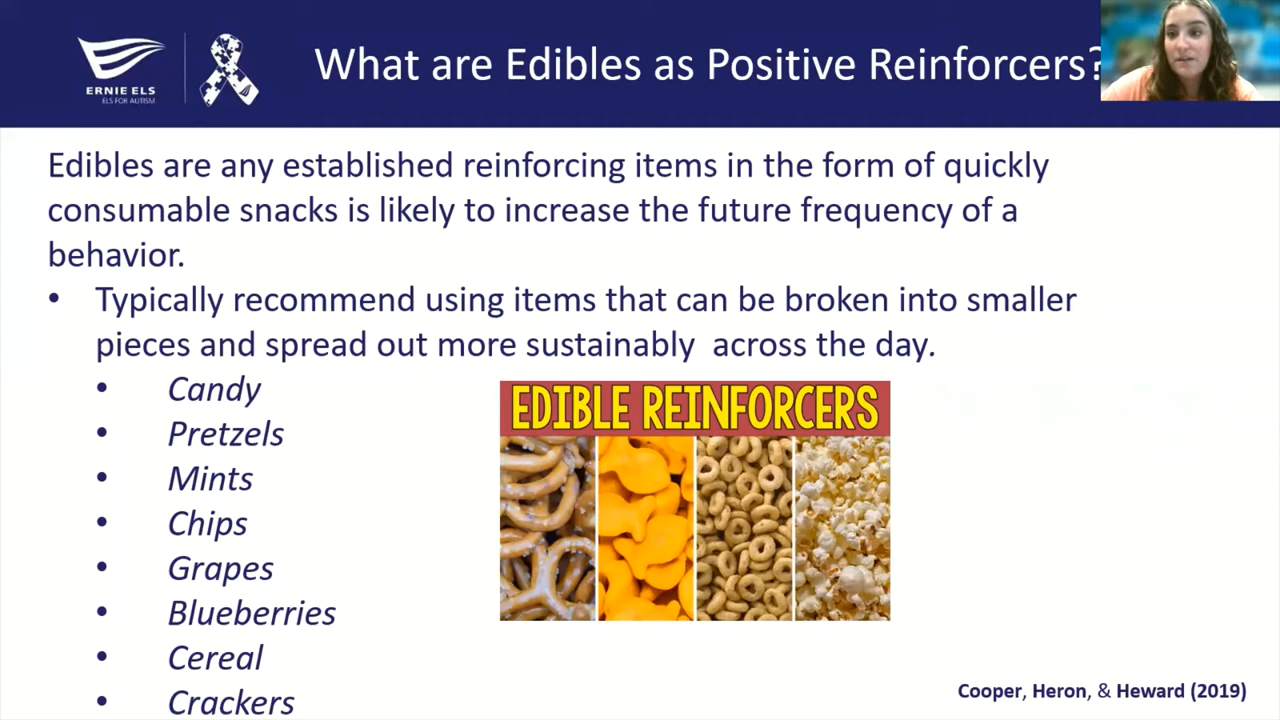 ERNIE ELS
ELS FOR AUTISM
What are Edibles as Positive Reinforcers?
Edibles are any established reinforcing items in the form of quickly
consumable snacks is likely to increase the future frequency of a
behavior.
• Typically recommend using items that can be broken into smaller
pieces and spread out more sustainably across the day.
• Candy
• Pretzels
• Mints
• Chips
• Grapes
• Blueberries
• Cereal
• Crackers
EDIBLE REINFORCERS
Cooper, Heron, & Heward (2019)